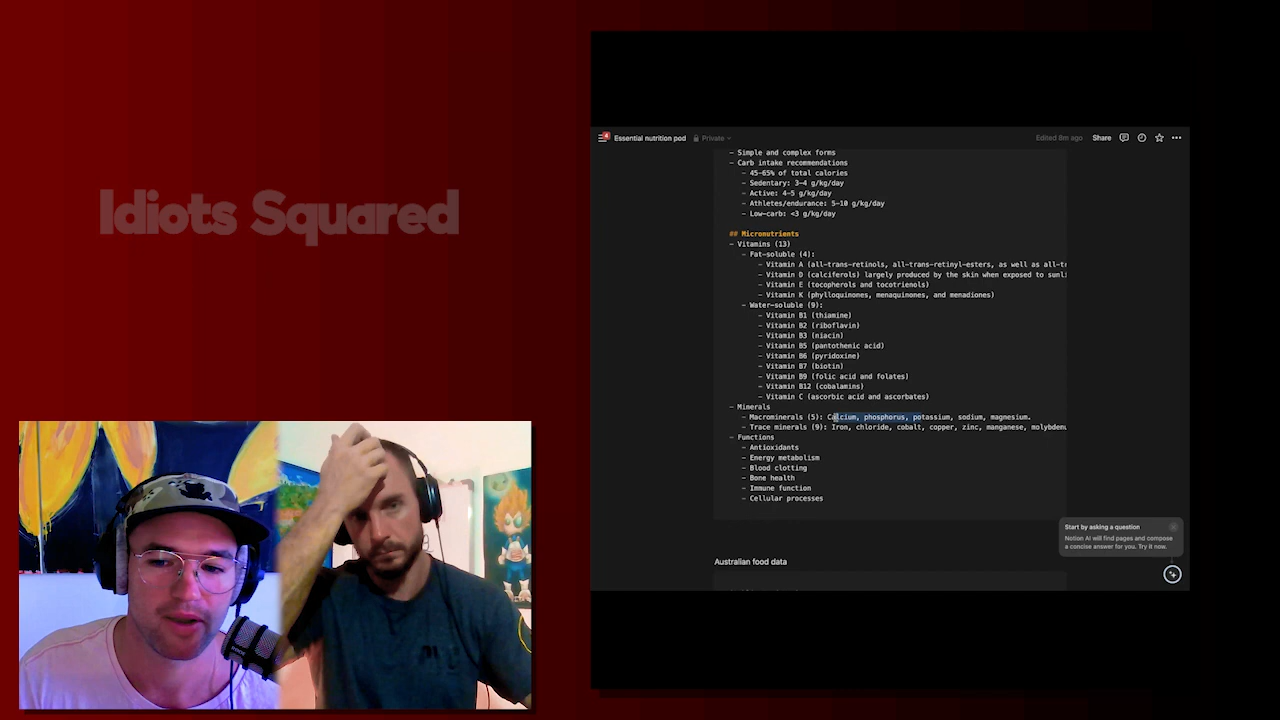 Idiots Squared
4
Essential nutrition pod
Private
Edited 8m ago
Share
- Simple and complex forms
- Carb intake recommendations
- 45-65% of total calories
- Sedentary: 3-4 g/kg/day
- Active: 4-5 g/kg/day
- Athletes/endurance: 5-10 g/kg/day
- Low-carb: <3 g/kg/day
## Micronutrients
- Vitamins (13)
- Fat-soluble (4):
- Vitamin A (all-trans-retinols, all-trans-retinyl-esters, as well as all-tr
- Vitamin D (calciferols) largely produced by the skin when exposed to sunli
- Vitamin E (tocopherols and tocotrienols)
- Vitamin K (phylloquinones, menaquinones, and menadiones)
- Water-soluble (9):
- Vitamin B1 (thiamine)
- Vitamin B2 (riboflavin)
- Vitamin B3 (niacin)
- Vitamin B5 (pantothenic acid)
- Vitamin B6 (pyridoxine)
- Vitamin B7 (biotin)
- Vitamin B9 (folic acid and folates)
- Vitamin B12 (cobalamins)
- Vitamin C (ascorbic acid and ascorbates)
- Minerals
- Macrominerals (5): Calcium, phosphorus, potassium, sodium, magnesium.
- Trace minerals (9): Iron, chloride, cobalt, copper, zinc, manganese, molybden
- Functions
- Antioxidants
- Energy metabolism
- Blood clotting
- Bone health
- Immune function
- Cellular processes
Start by asking a question
Notion AI will find pages and compose
a concise answer for you. Try it now.
Australian food data